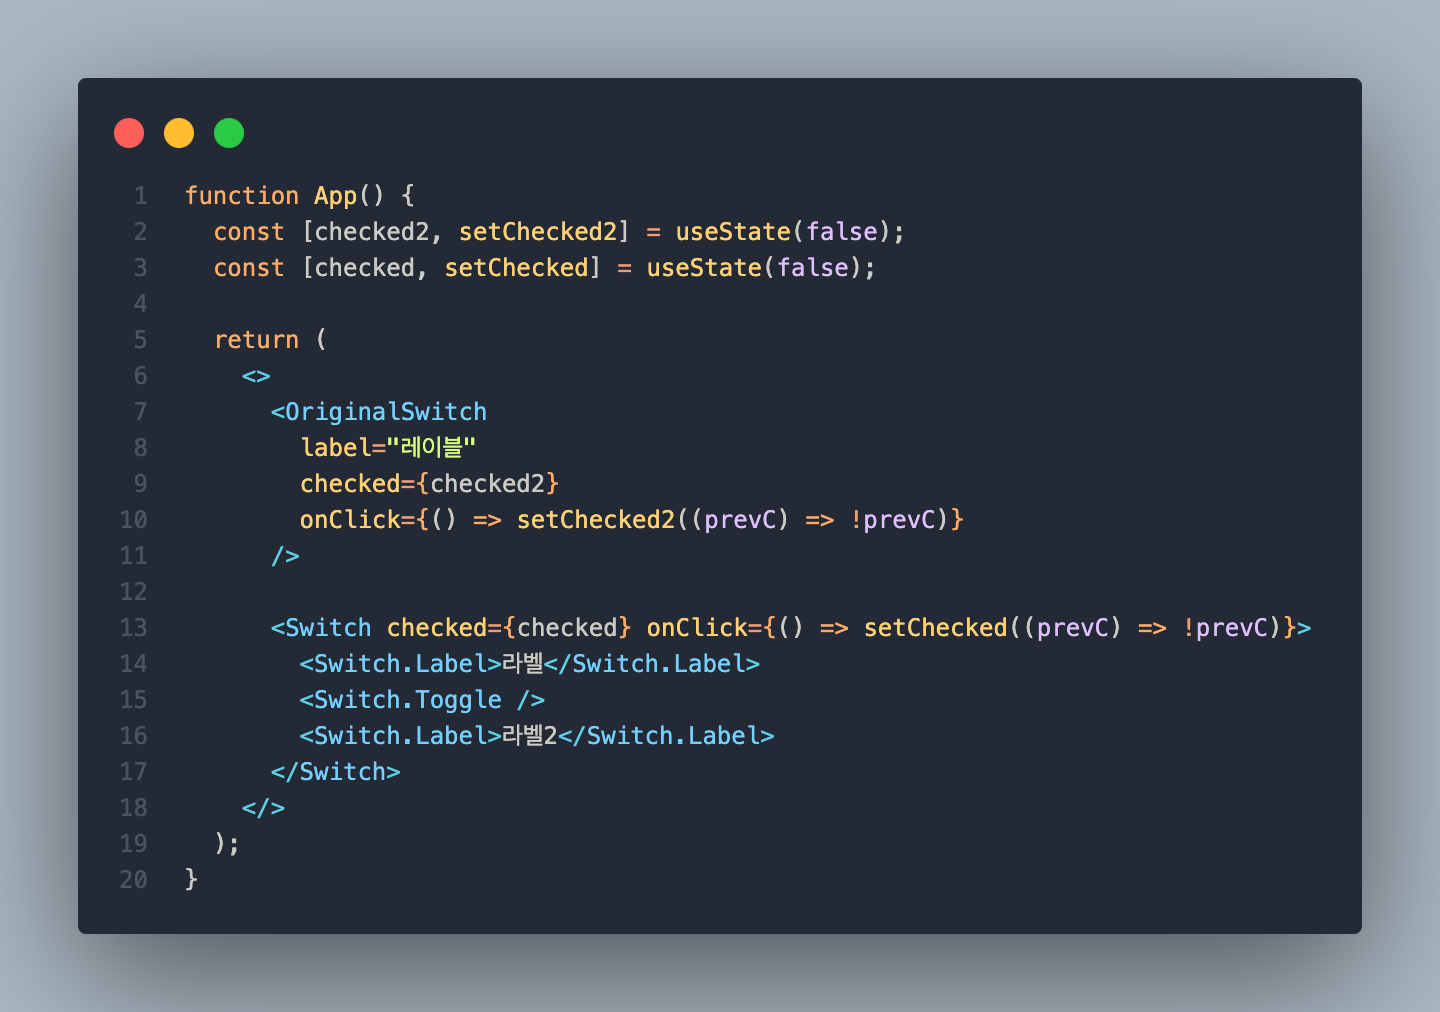 1 function App() {
2 const [checked2, setChecked2] = useState(false);
3 const [checked, setChecked] = useState(false);
4
5 return (
6 <>
7 <OriginalSwitch
8 label="레이블"
9 checked={checked2}
10 onClick={() => setChecked2((prevC) => !prevC)}
11 />
12
13 <Switch checked={checked} onClick={() => setChecked((prevC) => !prevC)}>
14 <Switch.Label>라벨</Switch.Label>
15 <Switch.Toggle />
16 <Switch.Label>라벨2</Switch.Label>
17 </Switch>
18 </>
19 );
20 }